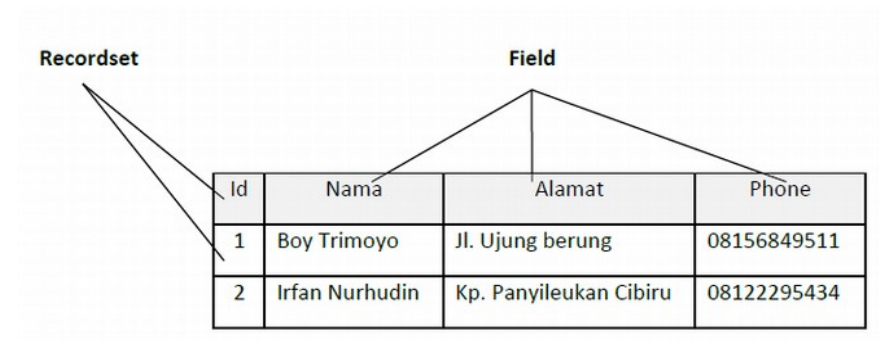 Recordset Field
Id Nama Alamat Phone
1 Boy Trimoyo Jl. Ujung berung 08156849511
2 Irfan Nurhudin Kp. Panyileukan Cibiru 08122295434